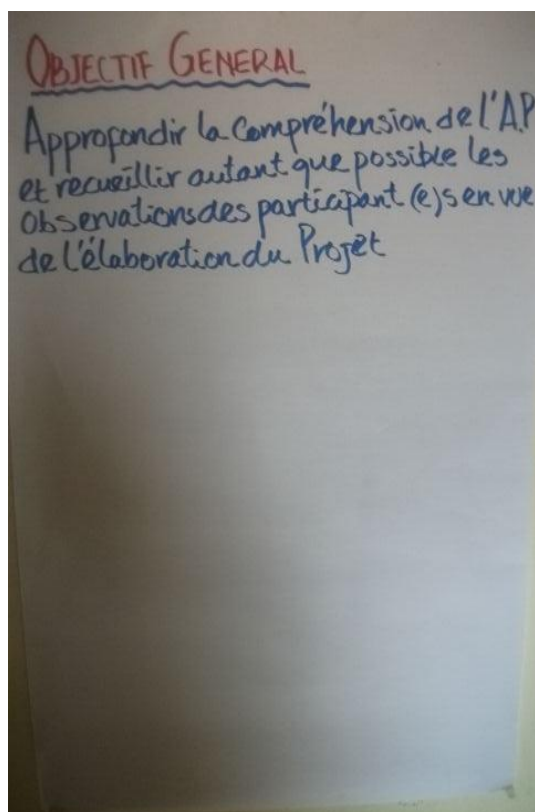 OBJECTIF GENERAL
Approfondir la Compréhension de l'A.P
et recueillir autant que possible les
observations des participant(e)s en vue
de l'élaboration du Projet